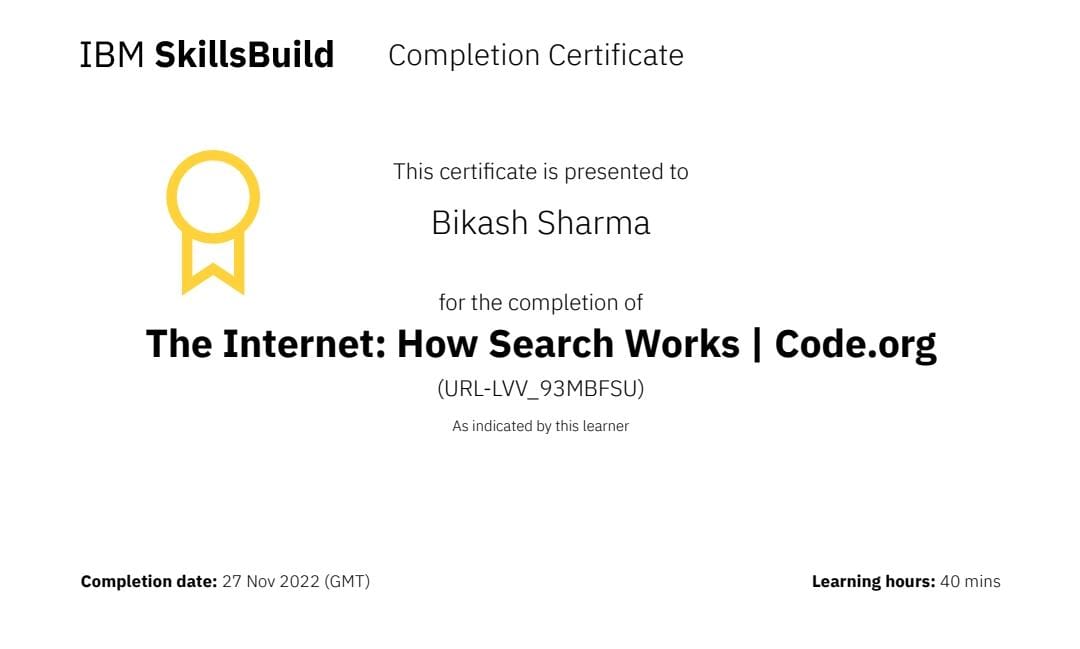 IBM SkillsBuild Completion Certificate
This certificate is presented to
Bikash Sharma
for the completion of
The Internet: How Search Works | Code.org
(URL-LVV_93MBFSU)
As indicated by this learner
Completion date: 27 Nov 2022 (GMT) Learning hours: 40 mins